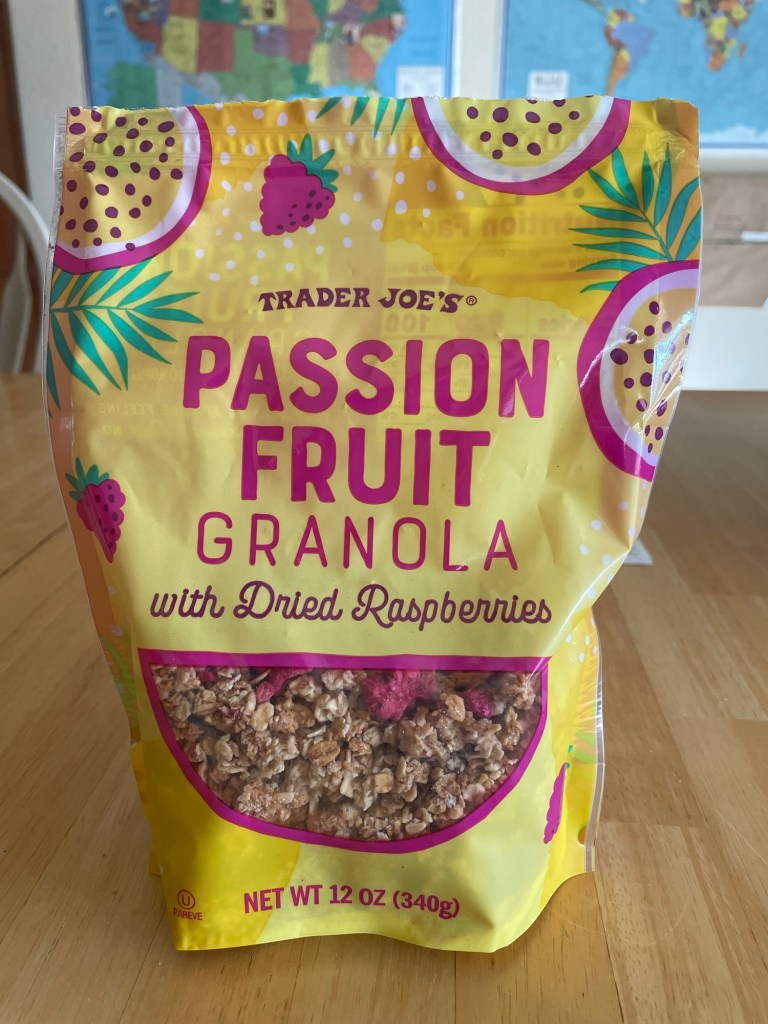 TRADER JOE'S®
PASSION
FRUIT
GRANOLA
with Dried Raspberries
U
PAREVE
NET WT 12 OZ (340g)